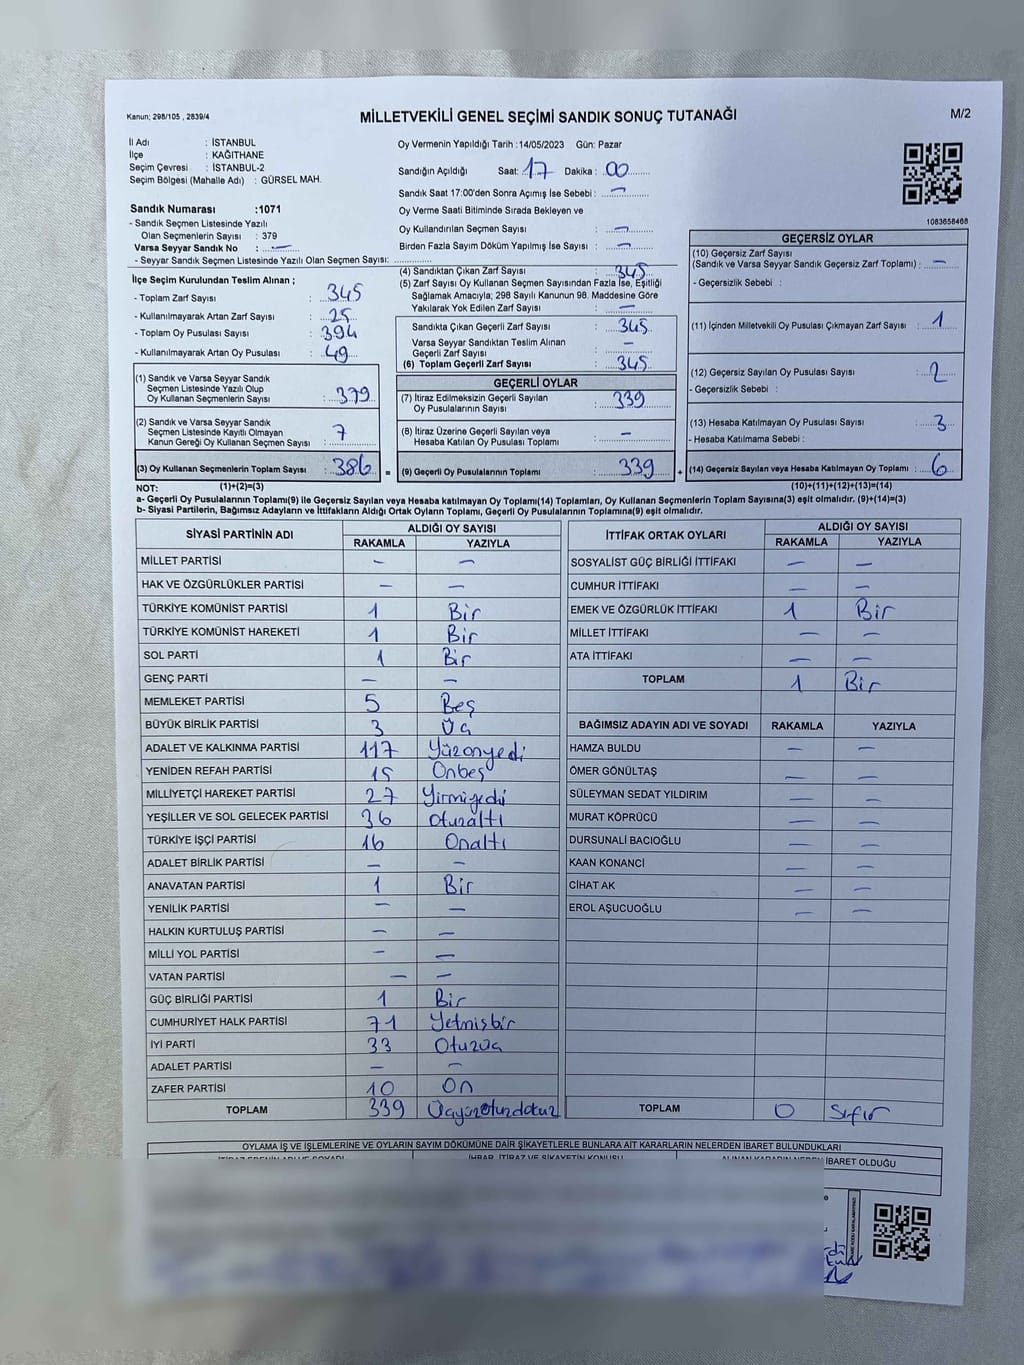 Kanun; 298/105 , 2839/4
MİLLETVEKİLİ GENEL SEÇİMİ SANDIK SONUÇ TUTANAĞI
M/2
İl Adı : İSTANBUL
İlçe : KAĞITHANE
Seçim Çevresi : İSTANBUL-2
Seçim Bölgesi (Mahalle Adı) : GÜRSEL MAH.
Oy Vermenin Yapıldığı Tarih :14/05/2023 Gün: Pazar
Sandığın Açıldığı Saat: 17 Dakika : 00
Sandık Saat 17:00'den Sonra Açımış İse Sebebi : —
Oy Verme Saati Bitiminde Sırada Bekleyen ve
Oy Kullandırılan Seçmen Sayısı : —
Birden Fazla Sayım Döküm Yapılmış İse Sayısı : —
1083658468
Sandık Numarası :1071
- Sandık Seçmen Listesinde Yazılı
Olan Seçmenlerin Sayısı : 379
Varsa Seyyar Sandık No : —
- Seyyar Sandık Seçmen Listesinde Yazılı Olan Seçmen Sayısı:
İlçe Seçim Kurulundan Teslim Alınan ;
- Toplam Zarf Sayısı : 345
- Kullanılmayarak Artan Zarf Sayısı : 25
- Toplam Oy Pusulası Sayısı : 394
- Kullanılmayarak Artan Oy Pusulası : 49
(1) Sandık ve Varsa Seyyar Sandık
Seçmen Listesinde Yazılı Olup
Oy Kullanan Seçmenlerin Sayısı : 379
(2) Sandık ve Varsa Seyyar Sandık
Seçmen Listesinde Kayıtlı Olmayan
Kanun Gereği Oy Kullanan Seçmen Sayısı : 7
(3) Oy Kullanan Seçmenlerin Toplam Sayısı : 386 =
(4) Sandıktan Çıkan Zarf Sayısı : 345
(5) Zarf Sayısı Oy Kullanan Seçmen Sayısından Fazla İse, Eşitliği
Sağlamak Amacıyla; 298 Sayılı Kanunun 98. Maddesine Göre
Yakılarak Yok Edilen Zarf Sayısı : —
Sandıkta Çıkan Geçerli Zarf Sayısı : 345
Varsa Seyyar Sandıktan Teslim Alınan
Geçerli Zarf Sayısı : —
(6) Toplam Geçerli Zarf Sayısı : 345
GEÇERLİ OYLAR
(7) İtiraz Edilmeksizin Geçerli Sayılan
Oy Pusulalarının Sayısı : 339
(8) İtiraz Üzerine Geçerli Sayılan veya
Hesaba Katılan Oy Pusulası Toplamı : —
(9) Geçerli Oy Pusulalarının Toplamı : 339 +
GEÇERSİZ OYLAR
(10) Geçersiz Zarf Sayısı
(Sandık ve Varsa Seyyar Sandık Geçersiz Zarf Toplamı) : —
- Geçersizlik Sebebi :
(11) İçinden Milletvekili Oy Pusulası Çıkmayan Zarf Sayısı : 1
(12) Geçersiz Sayılan Oy Pusulası Sayısı : 2
- Geçersizlik Sebebi :
(13) Hesaba Katılmayan Oy Pusulası Sayısı : 3
- Hesaba Katılmama Sebebi :
(14) Geçersiz Sayılan veya Hesaba Katılmayan Oy Toplamı : 6
NOT: (1)+(2)=(3) (10)+(11)+(12)+(13)=(14)
a- Geçerli Oy Pusulalarının Toplamı(9) ile Geçersiz Sayılan veya Hesaba katılmayan Oy Toplamı(14) Toplamları, Oy Kullanan Seçmenlerin Toplam Sayısına(3) eşit olmalıdır. (9)+(14)=(3)
b- Siyasi Partilerin, Bağımsız Adayların ve İttifakların Aldığı Ortak Oyların Toplamı, Geçerli Oy Pusulalarının Toplamına(9) eşit olmalıdır.
SİYASİ PARTİNİN ADI ALDIĞI OY SAYISI
RAKAMLA YAZIYLA
MİLLET PARTİSİ — —
HAK VE ÖZGÜRLÜKLER PARTİSİ — —
TÜRKİYE KOMÜNİST PARTİSİ 1 Bir
TÜRKİYE KOMÜNİST HAREKETİ 1 Bir
SOL PARTİ 1 Bir
GENÇ PARTİ — —
MEMLEKET PARTİSİ 5 Beş
BÜYÜK BİRLİK PARTİSİ 3 Üç
ADALET VE KALKINMA PARTİSİ 117 Yüzonyedi
YENİDEN REFAH PARTİSİ 15 Onbeş
MİLLİYETÇİ HAREKET PARTİSİ 27 Yirmiyedi
YEŞİLLER VE SOL GELECEK PARTİSİ 36 Otuzaltı
TÜRKİYE İŞÇİ PARTİSİ 16 Onaltı
ADALET BİRLİK PARTİSİ — —
ANAVATAN PARTİSİ 1 Bir
YENİLİK PARTİSİ — —
HALKIN KURTULUŞ PARTİSİ — —
MİLLİ YOL PARTİSİ — —
VATAN PARTİSİ — —
GÜÇ BİRLİĞİ PARTİSİ 1 Bir
CUMHURİYET HALK PARTİSİ 71 Yetmişbir
İYİ PARTİ 33 Otuzüç
ADALET PARTİSİ — —
ZAFER PARTİSİ 10 On
TOPLAM 339 Üçyüzotuzdokuz
İTTİFAK ORTAK OYLARI ALDIĞI OY SAYISI
RAKAMLA YAZIYLA
SOSYALİST GÜÇ BİRLİĞİ İTTİFAKI — —
CUMHUR İTTİFAKI — —
EMEK VE ÖZGÜRLÜK İTTİFAKI 1 Bir
MİLLET İTTİFAKI — —
ATA İTTİFAKI — —
TOPLAM 1 Bir
BAĞIMSIZ ADAYIN ADI VE SOYADI RAKAMLA YAZIYLA
HAMZA BULDU — —
ÖMER GÖNÜLTAŞ — —
SÜLEYMAN SEDAT YILDIRIM — —
MURAT KÖPRÜCÜ — —
DURSUNALİ BACIOĞLU — —
KAAN KONANCİ — —
CİHAT AK — —
EROL AŞUCUOĞLU — —
TOPLAM 0 Sıfır
OYLAMA İŞ VE İŞLEMLERİNE VE OYLARIN SAYIM DÖKÜMÜNE DAİR ŞİKAYETLERLE BUNLARA AİT KARARLARIN NELERDEN İBARET BULUNDUKLARI
İHBAR, İTİRAZ VE ŞİKAYETİN KONUSU
İBARET OLDUĞU